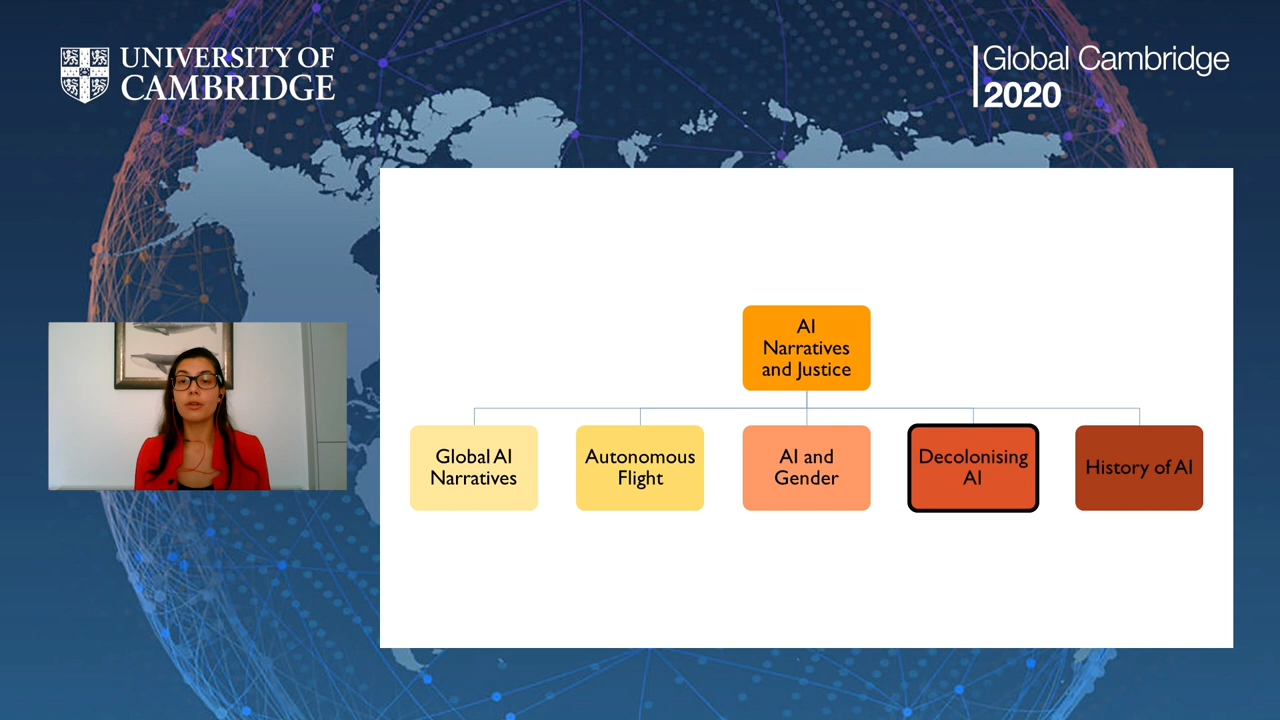 UNIVERSITY OF
CAMBRIDGE
Global Cambridge
2020
AI
Narratives
and Justice
Global AI
Narratives
Autonomous
Flight
AI and
Gender
Decolonising
AI
History of AI